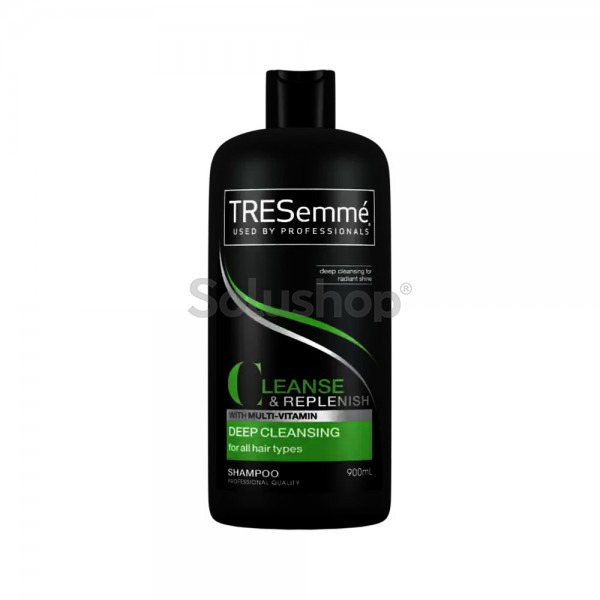 TRESemmé®
USED BY PROFESSIONALS
deep cleansing for
radiant shine
Solushop®
CLEANSE
& REPLENISH
WITH MULTI-VITAMIN
DEEP CLEANSING
for all hair types
SHAMPOO
PROFESSIONAL QUALITY
900mL